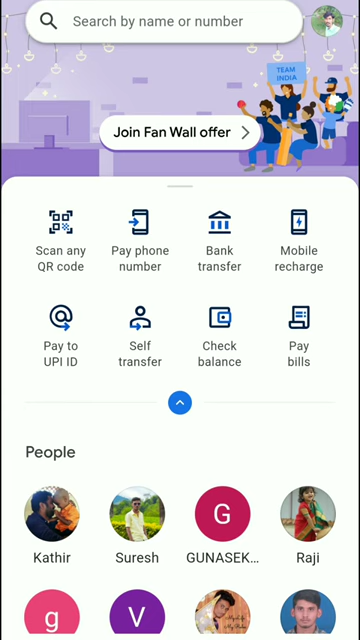 Search by name or number
TEAM
INDIA
Join Fan Wall offer
Scan any
QR code
Pay phone
number
Bank
transfer
Mobile
recharge
Pay to
UPI ID
Self
transfer
Check
balance
Pay
bills
People
G
Kathir
Suresh
GUNASEK...
Raji
g
V